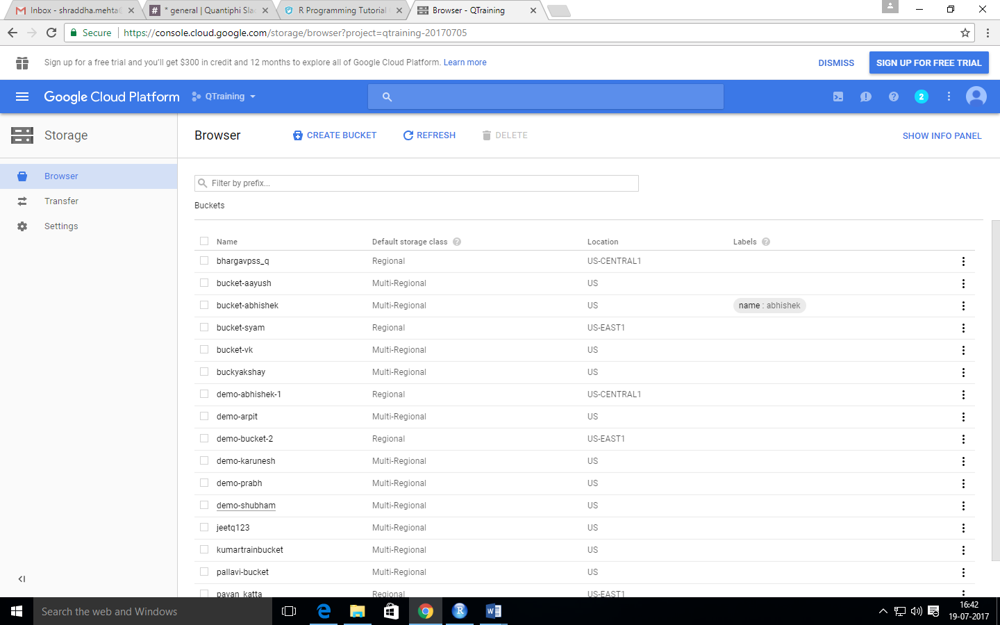 Inbox - shraddha.mehta
* general | Quantiphi Sla
R Programming Tutorial
Browser - QTraining
Secure
https://console.cloud.google.com/storage/browser?project=qtraining-20170705
Sign up for a free trial and you'll get $300 in credit and 12 months to explore all of Google Cloud Platform. Learn more
DISMISS
SIGN UP FOR FREE TRIAL
Google Cloud Platform
QTraining
2
Storage
Browser
CREATE BUCKET
REFRESH
DELETE
SHOW INFO PANEL
Browser
Transfer
Settings
Filter by prefix...
Buckets
Name Default storage class Location Labels
bhargavpss_q Regional US-CENTRAL1
bucket-aayush Multi-Regional US
bucket-abhishek Multi-Regional US name : abhishek
bucket-syam Regional US-EAST1
bucket-vk Multi-Regional US
buckyakshay Multi-Regional US
demo-abhishek-1 Regional US-CENTRAL1
demo-arpit Multi-Regional US
demo-bucket-2 Regional US-EAST1
demo-karunesh Multi-Regional US
demo-prabh Multi-Regional US
demo-shubham Multi-Regional US
jeetq123 Multi-Regional US
kumartrainbucket Multi-Regional US
pallavi-bucket Multi-Regional US
pavan_katta Regional US-EAST1
Search the web and Windows
16:42
19-07-2017